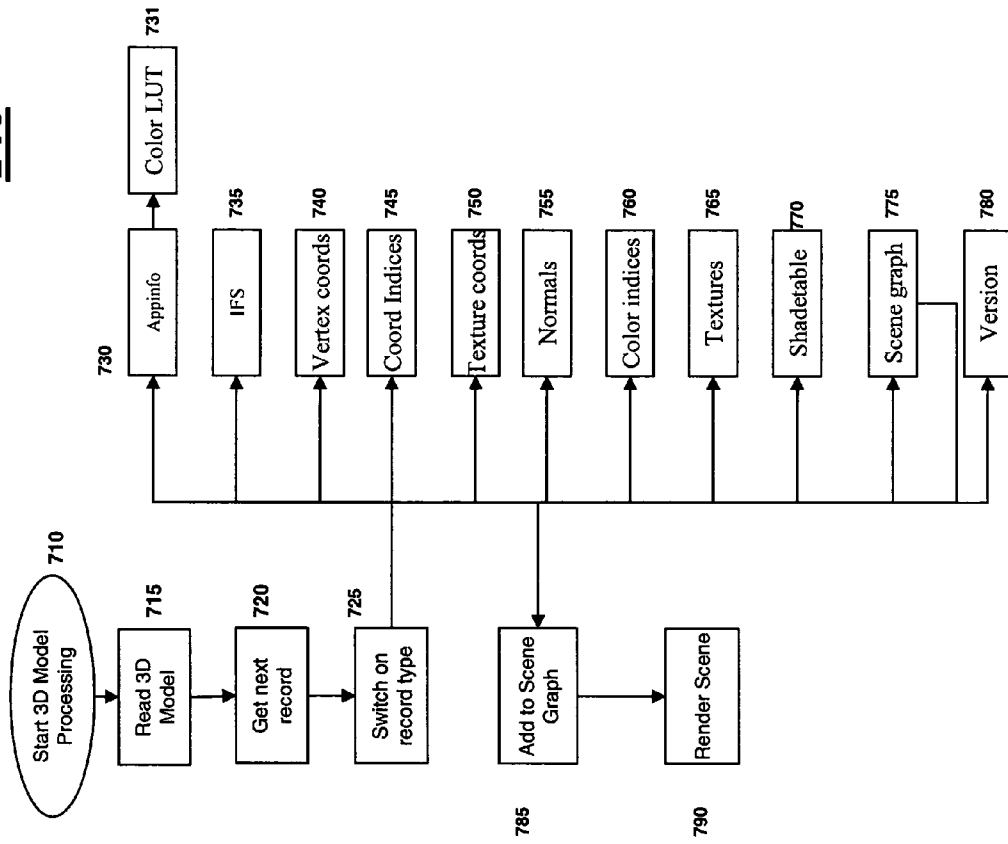 Start 3D Model
Processing
710
Read 3D
Model
715
Get next
record
720
Switch on
record type
725
Appinfo
730
Color LUT
731
IFS
735
Vertex coords
740
Coord Indices
745
Texture coords
750
Normals
755
Color indices
760
Textures
765
Shadetable
770
Scene graph
775
Version
780
Add to Scene
Graph
785
Render Scene
790